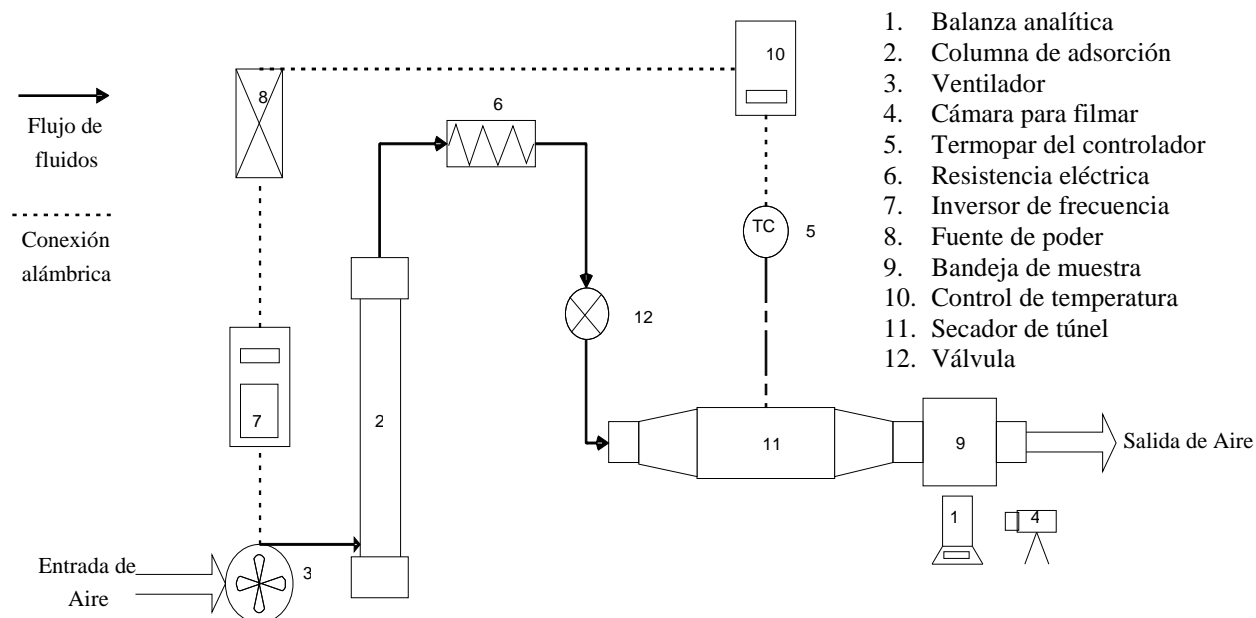 Flujo de
fluidos
Conexión
alámbrica
Entrada de
Aire
8
7
3
2
6
12
10
TC
5
11
9
1
4
Salida de Aire
1. Balanza analítica
2. Columna de adsorción
3. Ventilador
4. Cámara para filmar
5. Termopar del controlador
6. Resistencia eléctrica
7. Inversor de frecuencia
8. Fuente de poder
9. Bandeja de muestra
10. Control de temperatura
11. Secador de túnel
12. Válvula